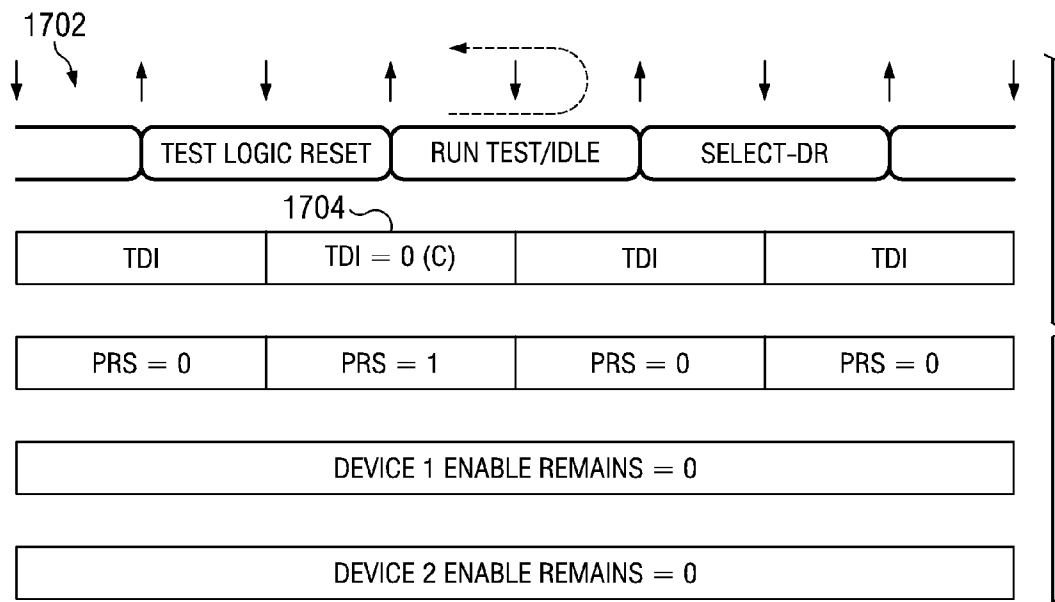 1702
TEST LOGIC RESET RUN TEST/IDLE SELECT-DR
1704
TDI TDI = 0 (C) TDI TDI
PRS = 0 PRS = 1 PRS = 0 PRS = 0
DEVICE 1 ENABLE REMAINS = 0
DEVICE 2 ENABLE REMAINS = 0